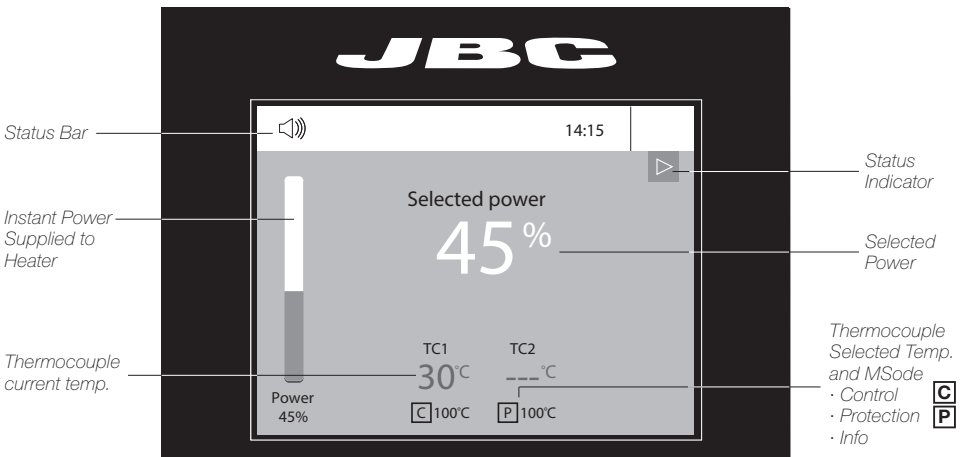 JBC
Status Bar
14:15
Status
Indicator
Instant Power
Supplied to
Heater
Selected power
45%
Selected
Power
Thermocouple
current temp.
TC1
TC2
30°C
---°C
C 100°C
P 100°C
Power
45%
Thermocouple
Selected Temp.
and MSode
· Control C
· Protection P
· Info